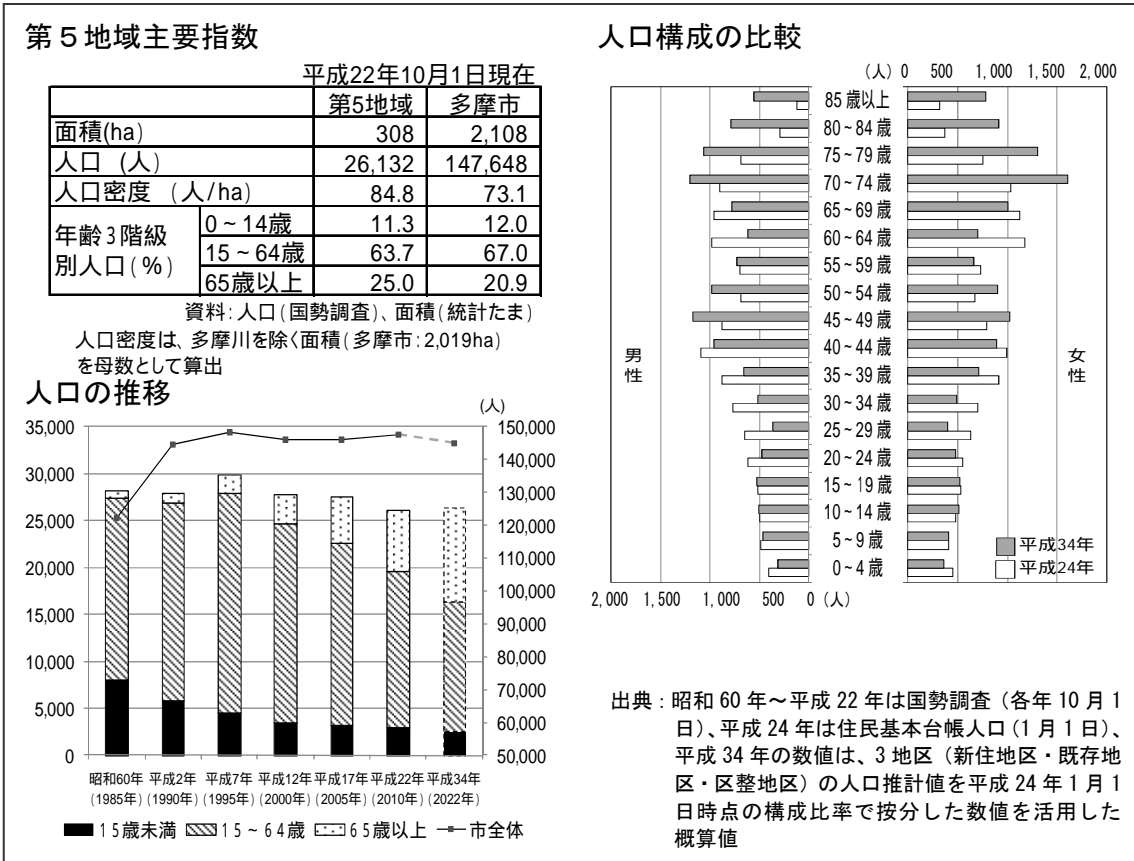 第５地域主要指数
平成22年10月1日現在
第5地域 多摩市
面積(ha) 308 2,108
人口 (人) 26,132 147,648
人口密度 (人/ha) 84.8 73.1
年齢３階級
別人口(%)
0～14歳 11.3 12.0
15～64歳 63.7 67.0
65歳以上 25.0 20.9
資料:人口(国勢調査)、面積(統計たま)
人口密度は、多摩川を除く面積(多摩市:2,019ha)
を母数として算出
人口の推移
(人)
35,000 150,000
30,000 140,000
25,000 130,000
20,000 120,000
15,000 110,000
10,000 100,000
5,000 90,000
0 80,000
70,000
60,000
50,000
昭和60年 平成2年 平成7年 平成12年 平成17年 平成22年 平成34年
(1985年) (1990年) (1995年) (2000年) (2005年) (2010年) (2022年)
15歳未満 15～64歳 65歳以上 市全体
人口構成の比較
(人) 0 500 1,000 1,500 2,000
85歳以上
80～84歳
75～79歳
70～74歳
65～69歳
60～64歳
55～59歳
50～54歳
45～49歳
40～44歳
35～39歳
30～34歳
25～29歳
20～24歳
15～19歳
10～14歳
5～9歳
0～4歳
男性
女性
平成34年
平成24年
2,000 1,500 1,000 500 0 (人)
出典：昭和60年～平成22年は国勢調査（各年10月1
日）、平成24年は住民基本台帳人口（1月1日）、
平成34年の数値は、3地区（新住地区・既存地
区・区整地区）の人口推計値を平成24年1月1
日時点の構成比率で按分した数値を活用した
概算値